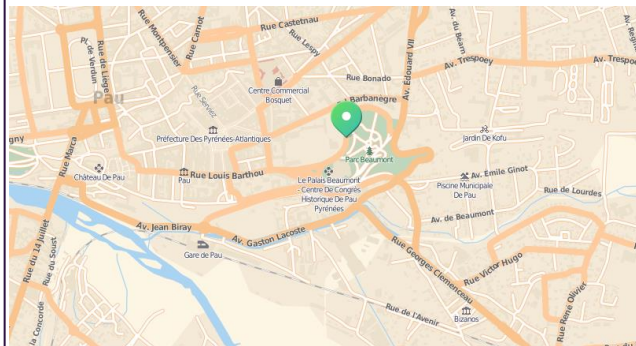 Rue Castetnau
Av. Edouard VII
Av. du Béarn
Rue Carnot
Rue Montpensier
Rue Lespy
Pl. de Verdun
Rue de Liège
Av. Trespoey
Av. Trespo
Rue Bonado
Rue Serviez
Centre Commercial
Bosquet
Barbanègre
Pau
Préfecture Des Pyrénées-Atlantiques
Jardin De Kofu
gny
Rue Marca
Parc Beaumont
Château De Pau
Pau
Rue Louis Barthou
Le Palais Beaumont
- Centre De Congrès
Historique De Pau
Pyrénées
Av. Emile Ginot
Piscine Municipale
De Pau
Rue de Lourdes
Av. de Beaumont
Av. Jean Biray
Av. Gaston Lacoste
Gare de Pau
Rue du 14 Juillet
Rue du Soust
Rue Georges Clemenceau
Rue Victor Hugo
Rue de l'Avenir
Bizanos
Rue René Olivier
la Concorde